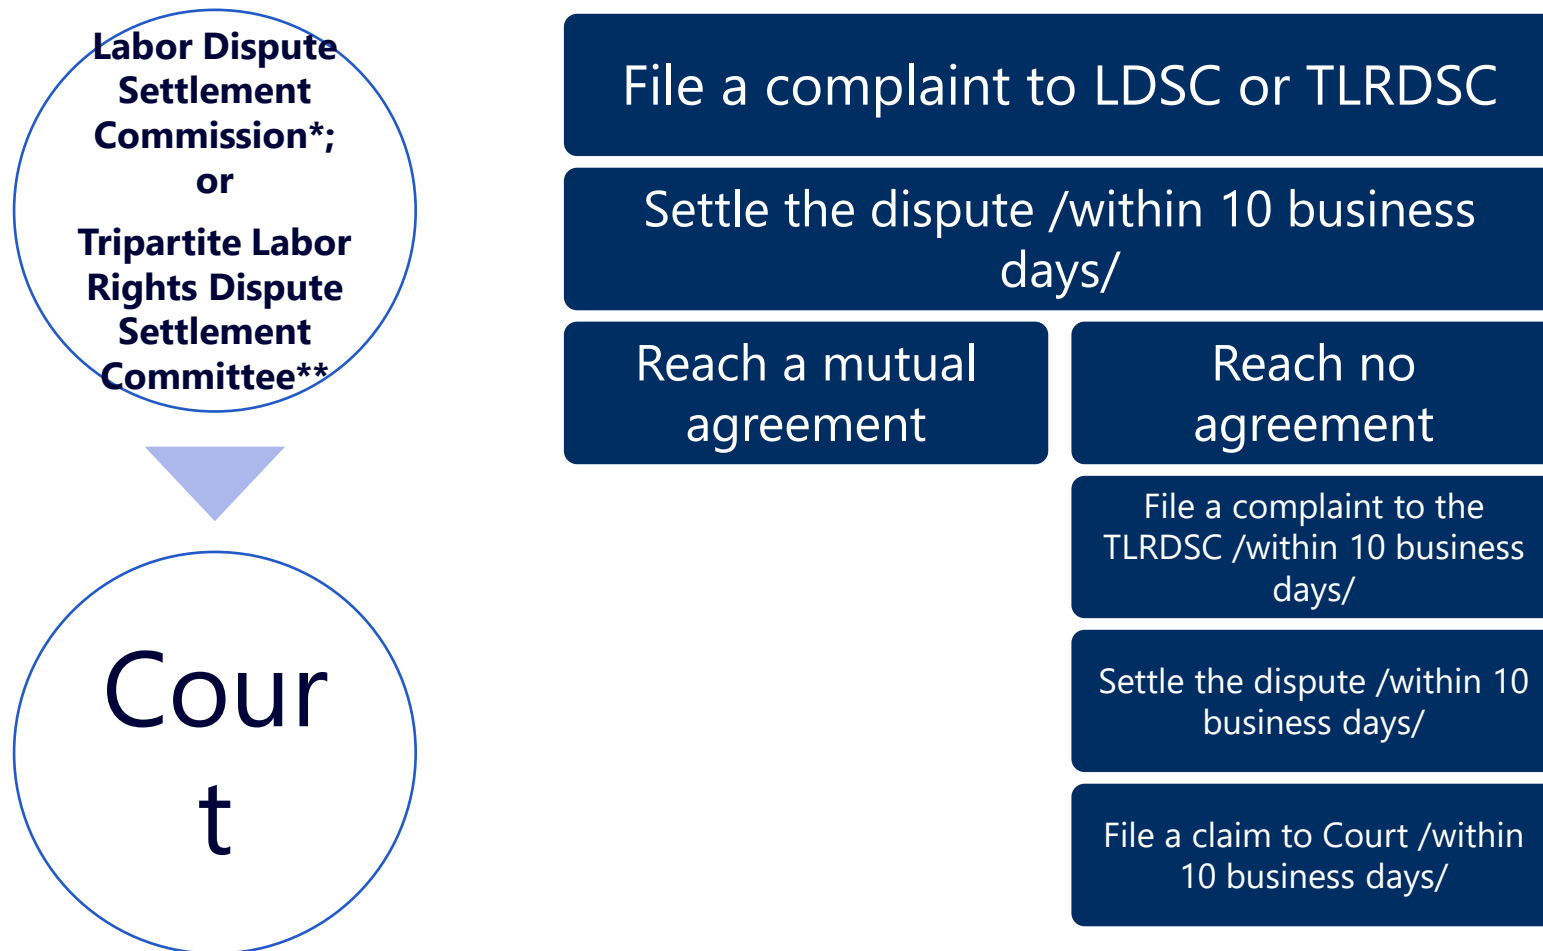 Labor Dispute
Settlement
Commission*;
or
Tripartite Labor
Rights Dispute
Settlement
Committee**
Cour
t
File a complaint to LDSC or TLRDSC
Settle the dispute /within 10 business
days/
Reach a mutual
agreement
Reach no
agreement
File a complaint to the
TLRDSC /within 10 business
days/
Settle the dispute /within 10
business days/
File a claim to Court /within
10 business days/